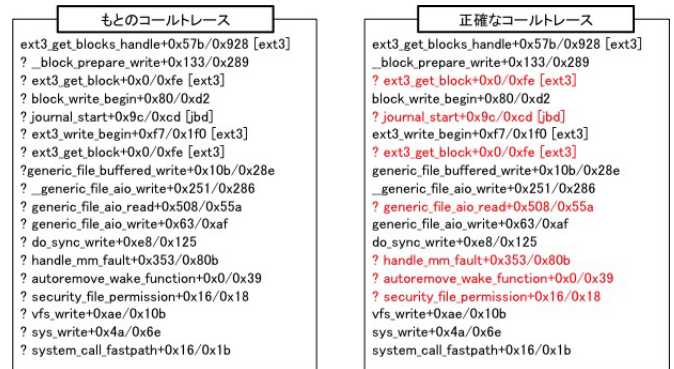 もとのコールトレース
ext3_get_blocks_handle+0x57b/0x928 [ext3]
? __block_prepare_write+0x133/0x289
? ext3_get_block+0x0/0xfe [ext3]
? block_write_begin+0x80/0xd2
? journal_start+0x9c/0xcd [jbd]
? ext3_write_begin+0xf7/0x1f0 [ext3]
? ext3_get_block+0x0/0xfe [ext3]
?generic_file_buffered_write+0x10b/0x28e
? __generic_file_aio_write+0x251/0x286
? generic_file_aio_read+0x508/0x55a
? generic_file_aio_write+0x63/0xaf
? do_sync_write+0xe8/0x125
? handle_mm_fault+0x353/0x80b
? autoremove_wake_function+0x0/0x39
? security_file_permission+0x16/0x18
? vfs_write+0xae/0x10b
? sys_write+0x4a/0x6e
? system_call_fastpath+0x16/0x1b
正確なコールトレース
ext3_get_blocks_handle+0x57b/0x928 [ext3]
__block_prepare_write+0x133/0x289
? ext3_get_block+0x0/0xfe [ext3]
block_write_begin+0x80/0xd2
? journal_start+0x9c/0xcd [jbd]
ext3_write_begin+0xf7/0x1f0 [ext3]
? ext3_get_block+0x0/0xfe [ext3]
generic_file_buffered_write+0x10b/0x28e
__generic_file_aio_write+0x251/0x286
? generic_file_aio_read+0x508/0x55a
generic_file_aio_write+0x63/0xaf
do_sync_write+0xe8/0x125
? handle_mm_fault+0x353/0x80b
? autoremove_wake_function+0x0/0x39
? security_file_permission+0x16/0x18
vfs_write+0xae/0x10b
sys_write+0x4a/0x6e
system_call_fastpath+0x16/0x1b